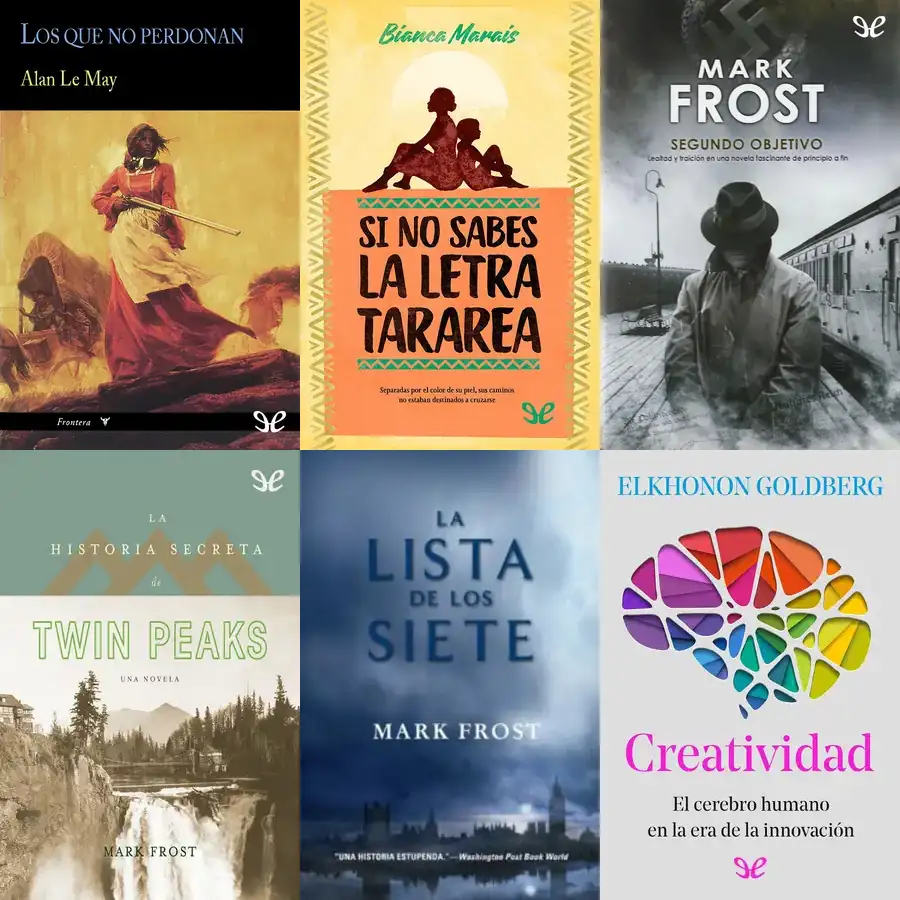 LOS QUE NO PERDONAN
Alan Le May
Frontera
Bianca Marais
SI NO SABES
LA LETRA
TARAREA
Separadas por el color de su piel, sus caminos
no estaban destinados a cruzarse
MARK
FROST
SEGUNDO OBJETIVO
Lealtad y traición en una novela fascinante de principio a fin
LA
HISTORIA SECRETA
de
TWIN PEAKS
UNA NOVELA
MARK FROST
LA
LISTA
DE LOS
SIETE
MARK FROST
"UNA HISTORIA ESTUPENDA."—Washington Post Book World
ELKHONON GOLDBERG
Creatividad
El cerebro humano
en la era de la innovación